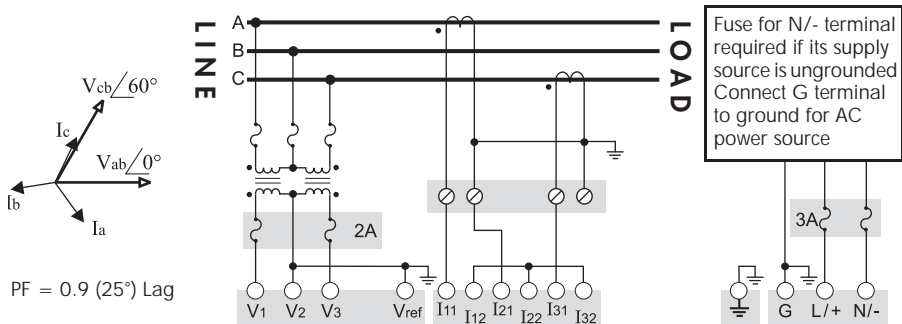 A
B
C
LINE
LOAD
Fuse for N/- terminal
required if its supply
source is ungrounded
Connect G terminal
to ground for AC
power source
Vcb/60°
Ic
Vab/0°
Ib
Ia
2A
3A
PF = 0.9 (25°) Lag
V1
V2
V3
Vref
I11
I12
I21
I22
I31
I32
G
L/+
N/-